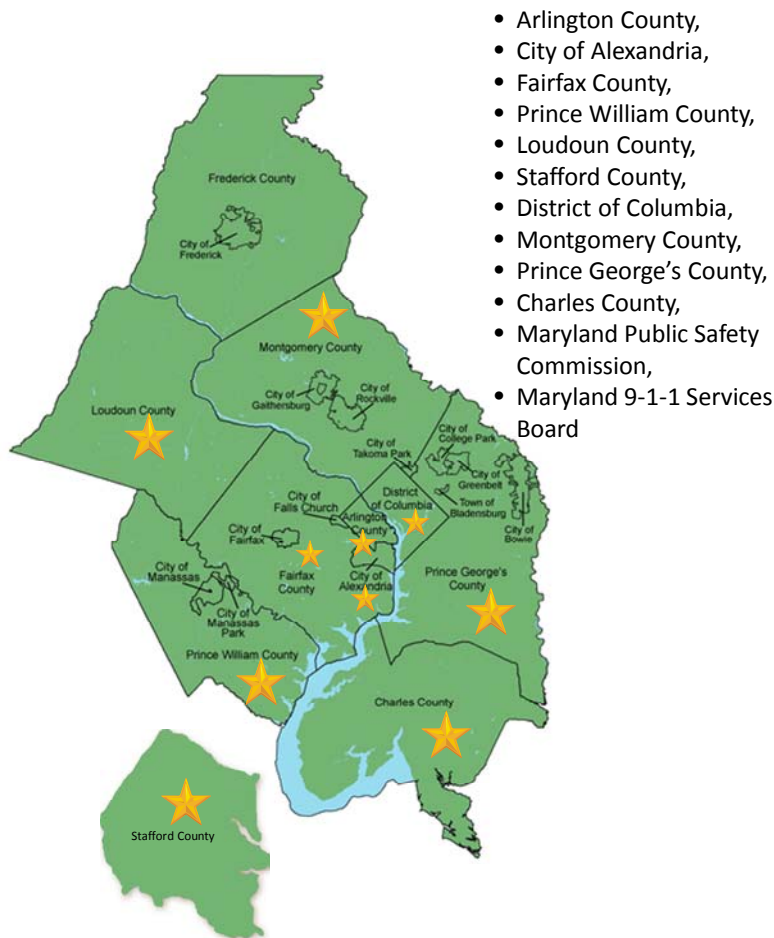 • Arlington County,
• City of Alexandria,
• Fairfax County,
• Prince William County,
• Loudoun County,
• Stafford County,
• District of Columbia,
• Montgomery County,
• Prince George’s County,
• Charles County,
• Maryland Public Safety
Commission,
• Maryland 9-1-1 Services
Board
Frederick County
City of
Frederick
Montgomery County
City of
Gaithersburg
City of
Rockville
Loudoun County
City of
Takoma Park
City of
College Park
City of
Greenbelt
Town of
Bladensburg
City of
Bowie
District
of Columbia
City of
Falls Church
Arlington
County
City of
Fairfax
Fairfax
County
City of
Alexandria
City of
Manassas
City of
Manassas
Park
Prince George's
County
Prince William County
Charles County
Stafford County